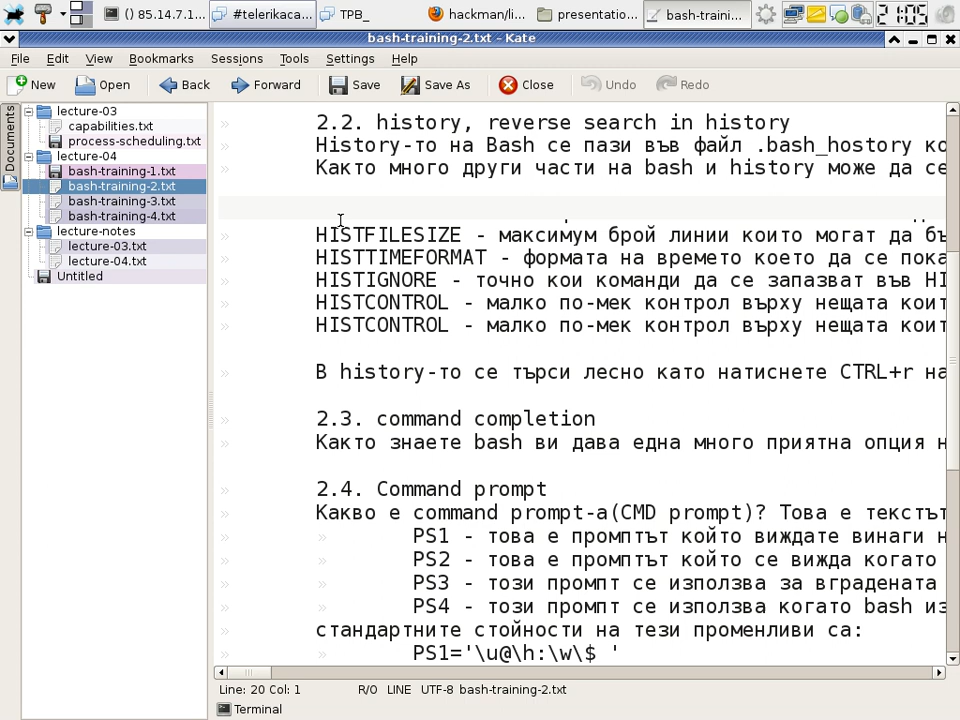 () 85.14.7.1...
#telerikaca...
TPB_
hackman/li...
presentatio...
bash-traini...
21:05
bash-training-2.txt – Kate
File Edit View Bookmarks Sessions Tools Settings Help
New Open Back Forward Save Save As Close Undo Redo
Documents
lecture-03
capabilities.txt
process-scheduling.txt
lecture-04
bash-training-1.txt
bash-training-2.txt
bash-training-3.txt
bash-training-4.txt
lecture-notes
lecture-03.txt
lecture-04.txt
Untitled
2.2. history, reverse search in history
History-то на Bash се пази във файл .bash_hostory ко
Както много други части на bash и history може да се
HISTFILESIZE - максимум брой линии които могат да бъ
HISTTIMEFORMAT - формата на времето което да се пока
HISTIGNORE - точно кои команди да се запазват във HI
HISTCONTROL - малко по-мек контрол върху нещата коит
HISTCONTROL - малко по-мек контрол върху нещата коит
В history-то се търси лесно като натиснете CTRL+r на
2.3. command completion
Както знаете bash ви дава една много приятна опция н
2.4. Command prompt
Какво е command prompt-a(CMD prompt)? Това е текстът
PS1 - това е промптът който виждате винаги н
PS2 - това е промптът който се вижда когато
PS3 - този промпт се използва за вградената
PS4 - този промпт се използва когато bash из
стандартните стойности на тези променливи са:
PS1='\u@\h:\w\$ '
Line: 20 Col: 1 R/O LINE UTF-8 bash-training-2.txt
Terminal